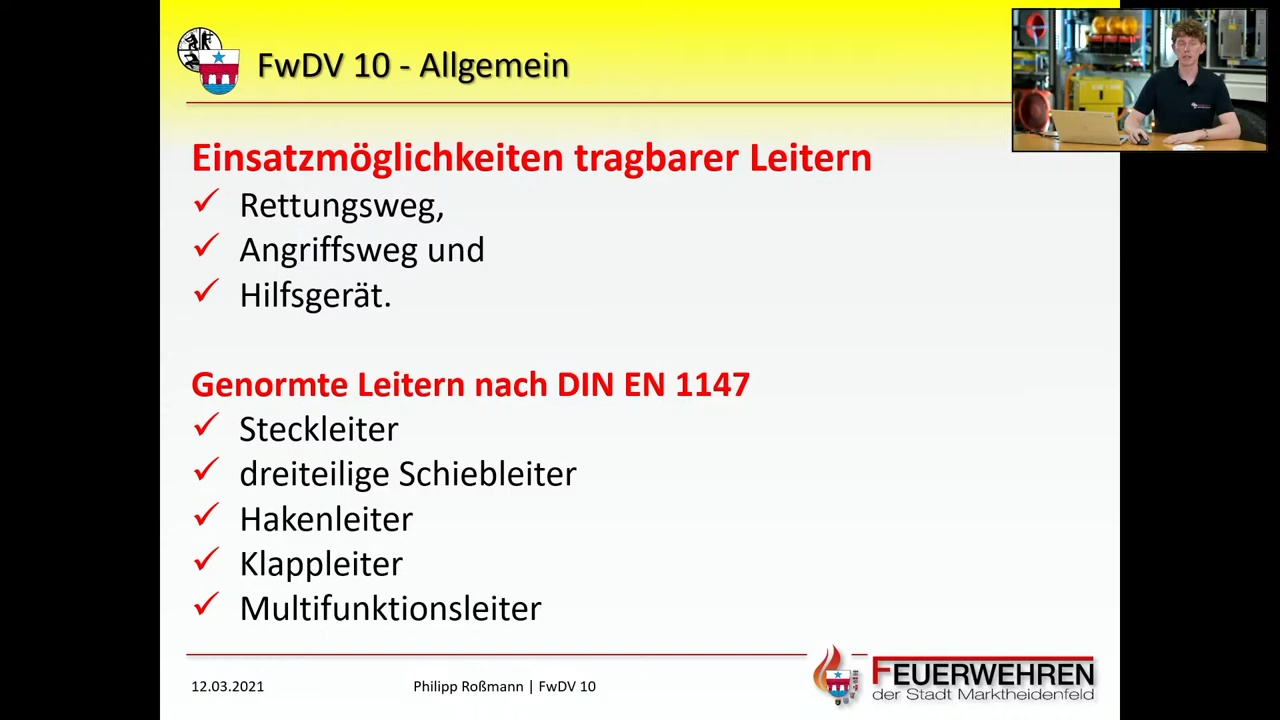 FwDV 10 - Allgemein
Einsatzmöglichkeiten tragbarer Leitern
✓ Rettungsweg,
✓ Angriffsweg und
✓ Hilfsgerät.
Genormte Leitern nach DIN EN 1147
✓ Steckleiter
✓ dreiteilige Schiebleiter
✓ Hakenleiter
✓ Klappleiter
✓ Multifunktionsleiter
12.03.2021
Philipp Roßmann | FwDV 10
FEUERWEHREN
der Stadt Marktheidenfeld